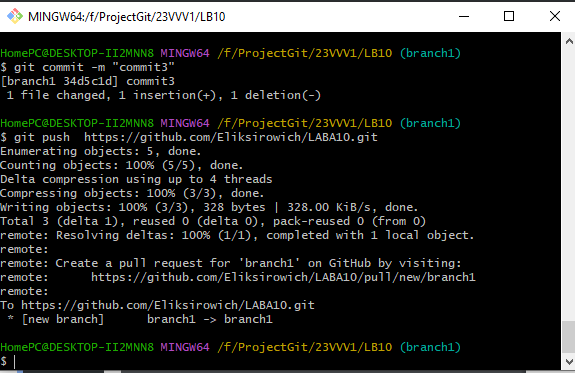 MINGW64:/f/ProjectGit/23VVV1/LB10
HomePC@DESKTOP-II2MNN8 MINGW64 /f/ProjectGit/23VVV1/LB10 (branch1)
$ git commit -m "commit3"
[branch1 34d5c1d] commit3
 1 file changed, 1 insertion(+), 1 deletion(-)
HomePC@DESKTOP-II2MNN8 MINGW64 /f/ProjectGit/23VVV1/LB10 (branch1)
$ git push  https://github.com/Eliksirowich/LABA10.git
Enumerating objects: 5, done.
Counting objects: 100% (5/5), done.
Delta compression using up to 4 threads
Compressing objects: 100% (3/3), done.
Writing objects: 100% (3/3), 328 bytes | 328.00 KiB/s, done.
Total 3 (delta 1), reused 0 (delta 0), pack-reused 0 (from 0)
remote: Resolving deltas: 100% (1/1), completed with 1 local object.
remote:
remote: Create a pull request for 'branch1' on GitHub by visiting:
remote:      https://github.com/Eliksirowich/LABA10/pull/new/branch1
remote:
To https://github.com/Eliksirowich/LABA10.git
 * [new branch]      branch1 -> branch1
HomePC@DESKTOP-II2MNN8 MINGW64 /f/ProjectGit/23VVV1/LB10 (branch1)
$